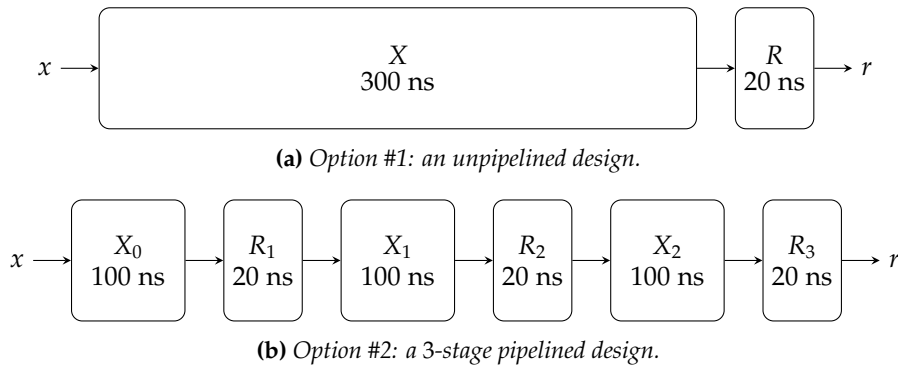 x X R r
300 ns 20 ns
(a) Option #1: an unpipelined design.
x X₀ R₁ X₁ R₂ X₂ R₃ r
100 ns 20 ns 100 ns 20 ns 100 ns 20 ns
(b) Option #2: a 3-stage pipelined design.